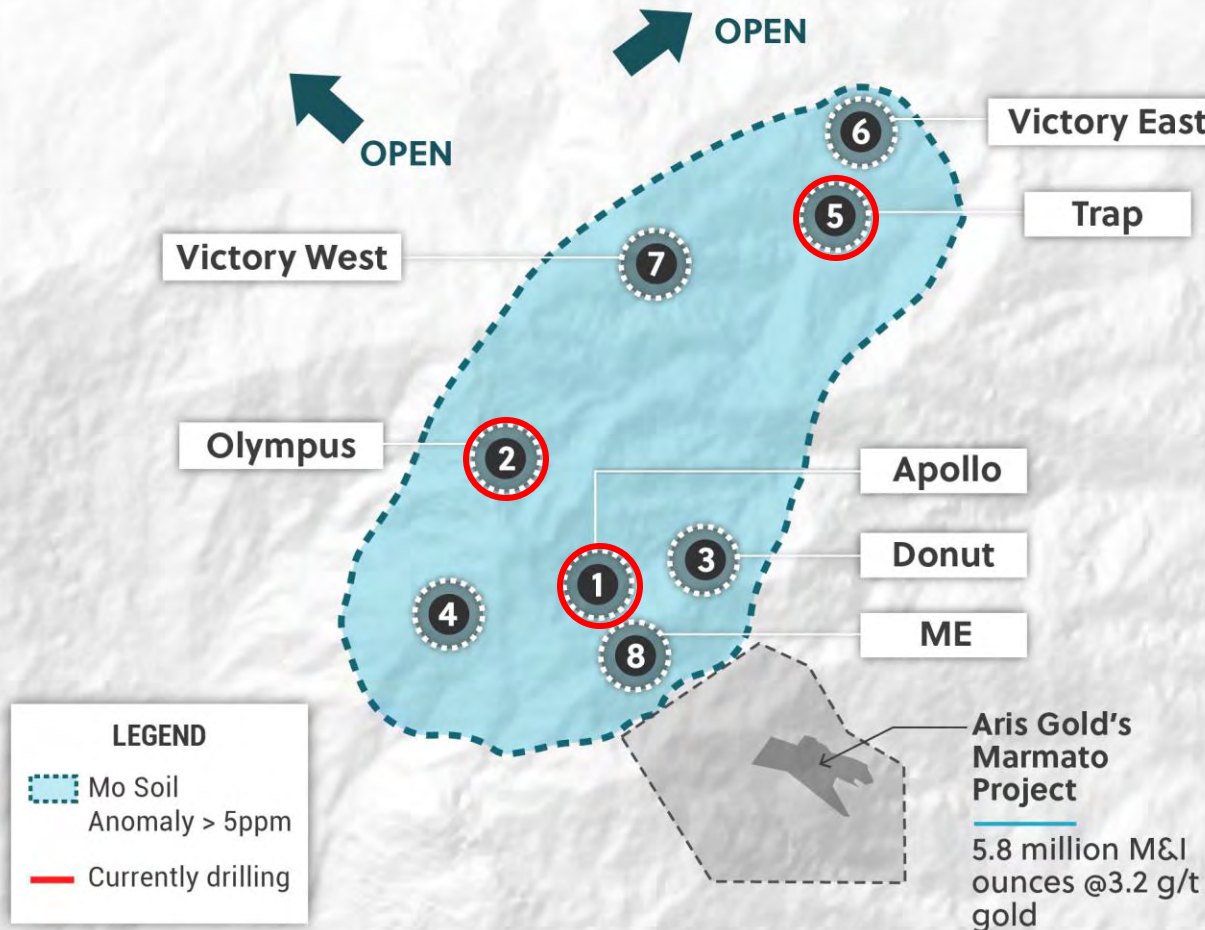 OPEN
OPEN
6
Victory East
5
Trap
Victory West
7
Olympus
2
Apollo
1
3
Donut
4
ME
8
LEGEND
Mo Soil
Anomaly > 5ppm
Currently drilling
Aris Gold's
Marmato
Project
5.8 million M&I
ounces @3.2 g/t
gold